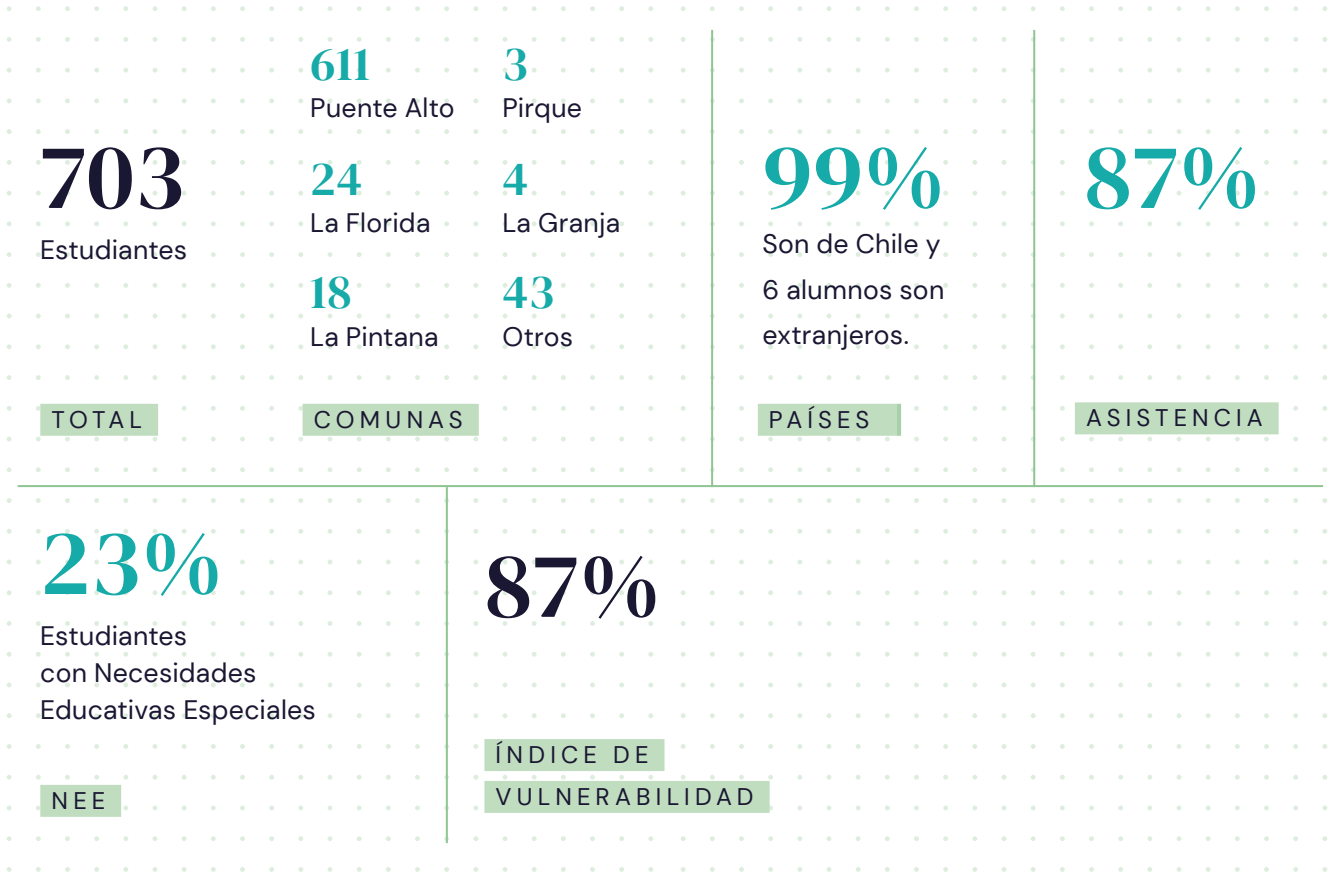 703
Estudiantes
TOTAL
611
Puente Alto
3
Pirque
24
La Florida
4
La Granja
18
La Pintana
43
Otros
COMUNAS
99%
Son de Chile y
6 alumnos son
extranjeros.
PAÍSES
87%
ASISTENCIA
23%
Estudiantes
con Necesidades
Educativas Especiales
NEE
87%
ÍNDICE DE
VULNERABILIDAD